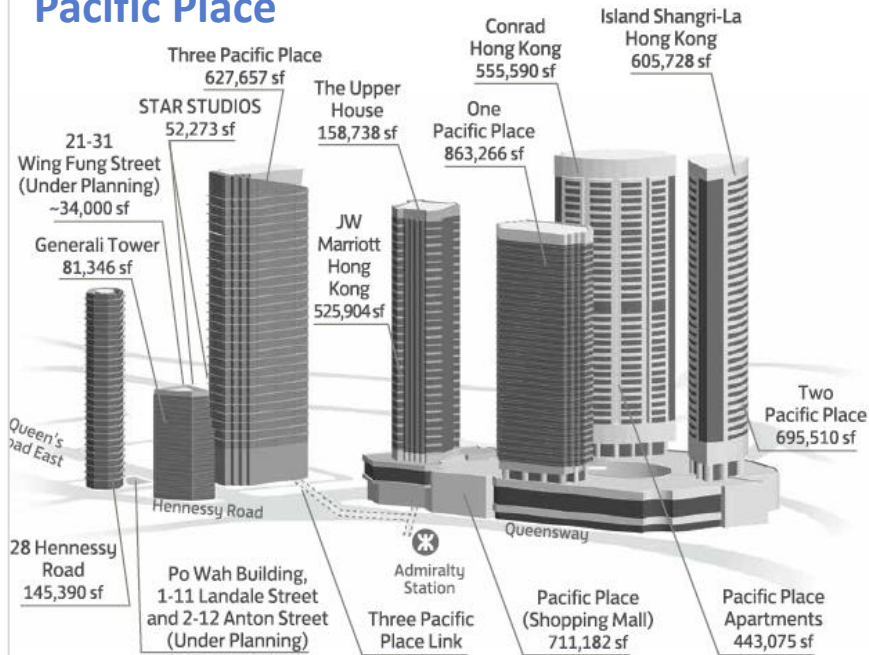 Pacific Place
Three Pacific Place
627,657 sf
STAR STUDIOS
52,273 sf
21-31
Wing Fung Street
(Under Planning)
~34,000 sf
Generali Tower
81,346 sf
The Upper
House
158,738 sf
JW
Marriott
Hong
Kong
525,904 sf
Conrad
Hong Kong
555,590 sf
One
Pacific Place
863,266 sf
Island Shangri-La
Hong Kong
605,728 sf
Two
Pacific Place
695,510 sf
Queen's
oad East
Hennessy Road
Queensway
28 Hennessy
Road
145,390 sf
Po Wah Building,
1-11 Landale Street
and 2-12 Anton Street
(Under Planning)
Admiralty
Station
Three Pacific
Place Link
Pacific Place
(Shopping Mall)
711,182 sf
Pacific Place
Apartments
443,075 sf